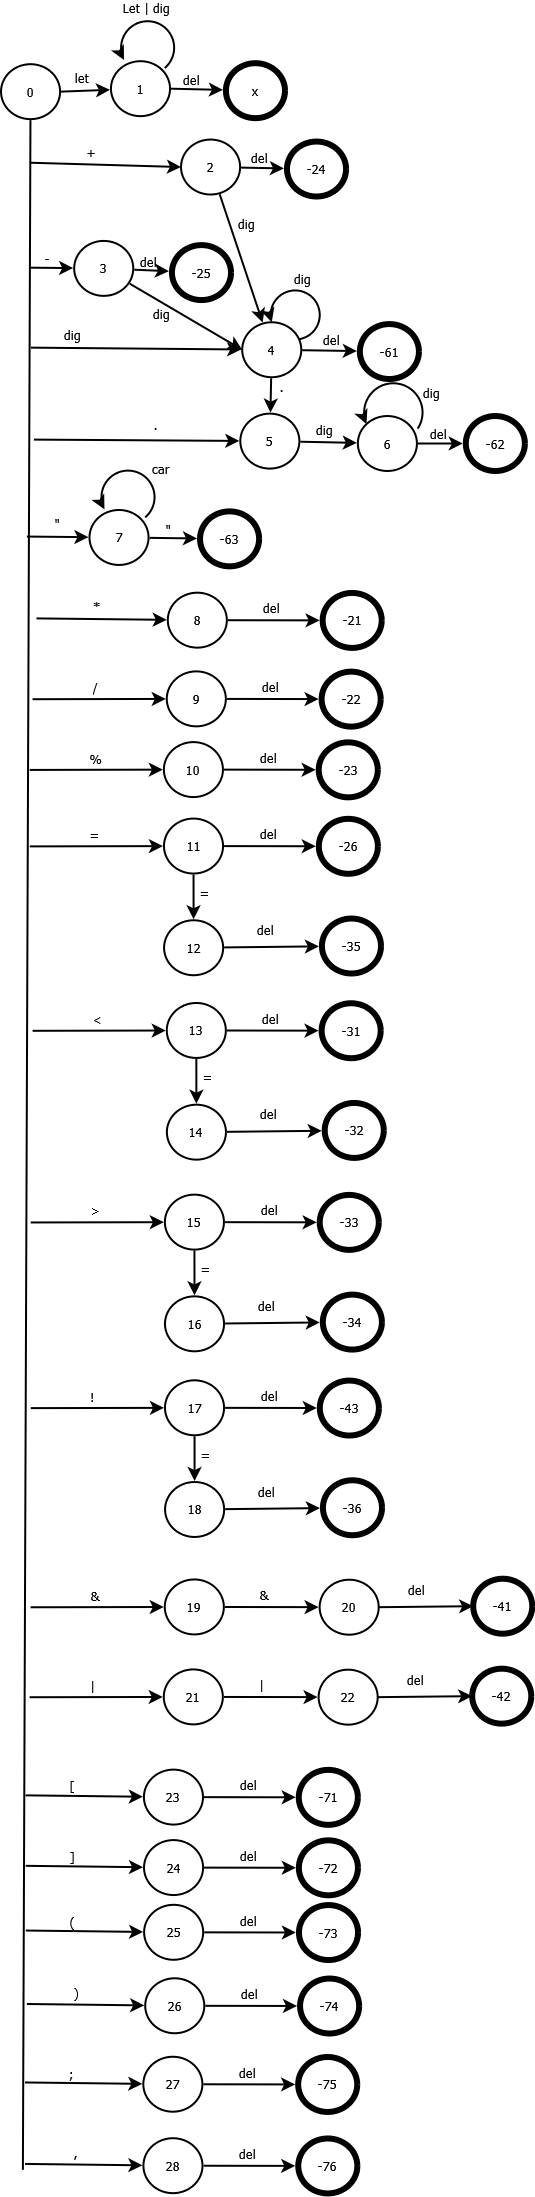 Let | dig
0 let 1 del x
+ 2 del -24
dig
- 3 del -25
dig
dig
dig 4 del -61
.
dig
. 5 dig 6 del -62
car
" 7 " -63
* 8 del -21
/ 9 del -22
% 10 del -23
= 11 del -26
=
12 del -35
< 13 del -31
=
14 del -32
> 15 del -33
=
16 del -34
! 17 del -43
=
18 del -36
& 19 & 20 del -41
| 21 | 22 del -42
[ 23 del -71
] 24 del -72
( 25 del -73
) 26 del -74
; 27 del -75
, 28 del -76